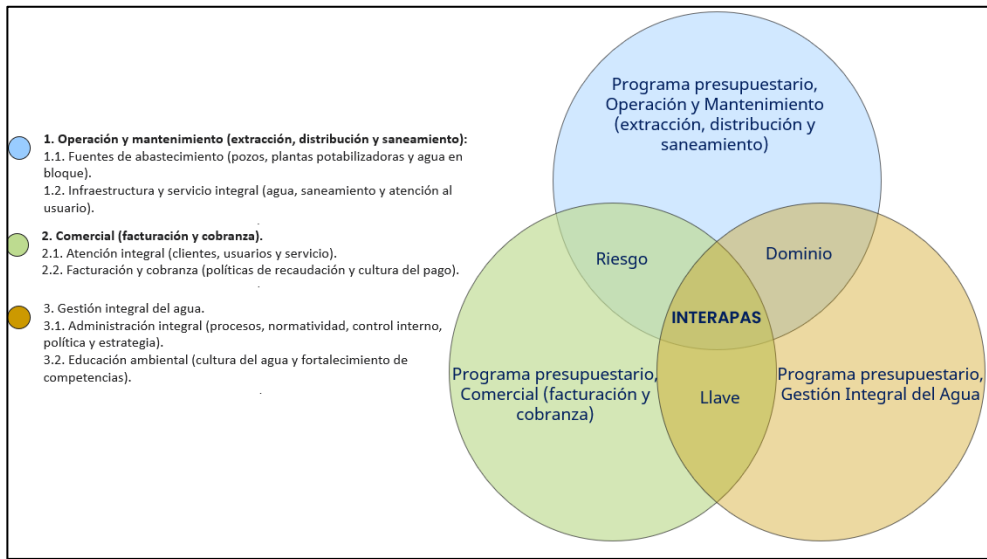 1. Operación y mantenimiento (extracción, distribución y saneamiento):
1.1. Fuentes de abastecimiento (pozos, plantas potabilizadoras y agua en
bloque).
1.2. Infraestructura y servicio integral (agua, saneamiento y atención al
usuario).
2. Comercial (facturación y cobranza).
2.1. Atención integral (clientes, usuarios y servicio).
2.2. Facturación y cobranza (políticas de recaudación y cultura del pago).
3. Gestión integral del agua.
3.1. Administración integral (procesos, normatividad, control interno,
política y estrategia).
3.2. Educación ambiental (cultura del agua y fortalecimiento de
competencias).
Programa presupuestario,
Operación y Mantenimiento
(extracción, distribución y
saneamiento)
Riesgo
Dominio
INTERAPAS
Programa presupuestario,
Comercial (facturación y
cobranza)
Llave
Programa presupuestario,
Gestión Integral del Agua